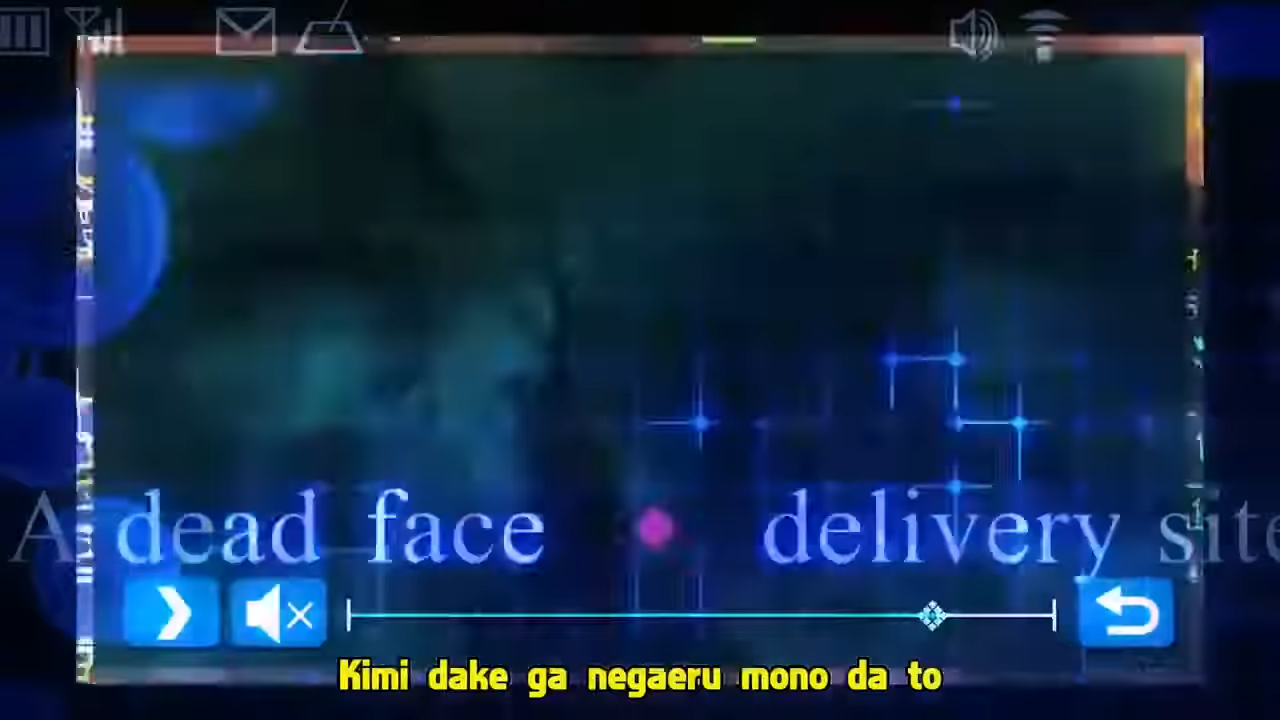 A dead face ● delivery site
Kimi dake ga negaeru mono da to